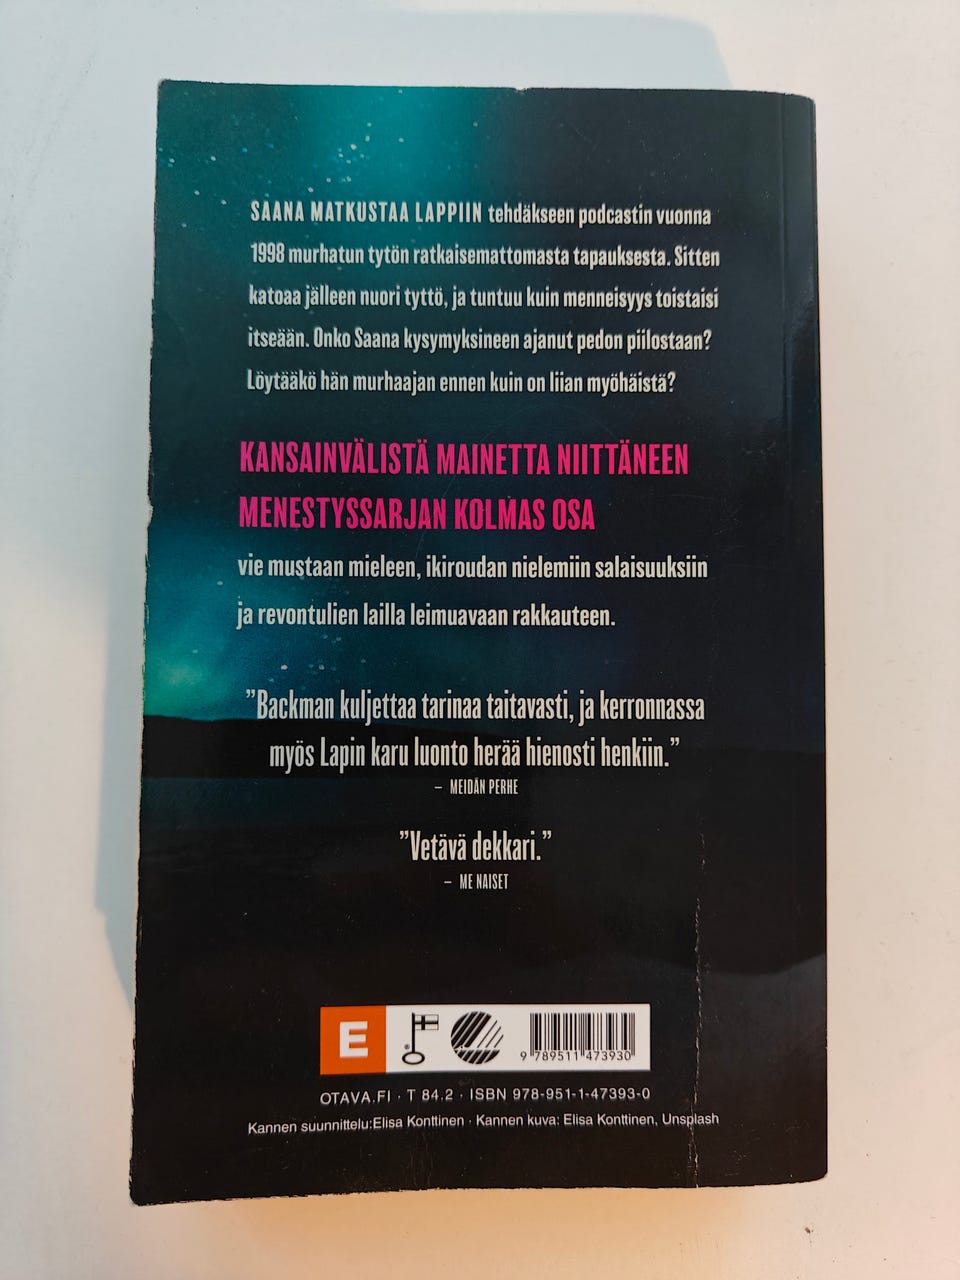 SAANA MATKUSTAA LAPPIIN tehdäkseen podcastin vuonna
1998 murhatun tytön ratkaisemattomasta tapauksesta. Sitten
katoaa jälleen nuori tyttö, ja tuntuu kuin menneisyys toistaisi
itseään. Onko Saana kysymyksineen ajanut pedon piilostaan?
Löytääkö hän murhaajan ennen kuin on liian myöhäistä?
KANSAINVÄLISTÄ MAINETTA NIITTÄNEEN
MENESTYSSARJAN KOLMAS OSA
vie mustaan mieleen, ikiroudan nielemiin salaisuuksiin
ja revontulien lailla leimuavaan rakkauteen.
”Backman kuljettaa tarinaa taitavasti, ja kerronnassa
myös Lapin karu luonto herää hienosti henkiin.”
– MEIDÄN PERHE
”Vetävä dekkari.”
– ME NAISET
E
9 789511 473930
OTAVA.FI · T 84.2 · ISBN 978-951-1-47393-0
Kannen suunnittelu:Elisa Konttinen · Kannen kuva: Elisa Konttinen, Unsplash